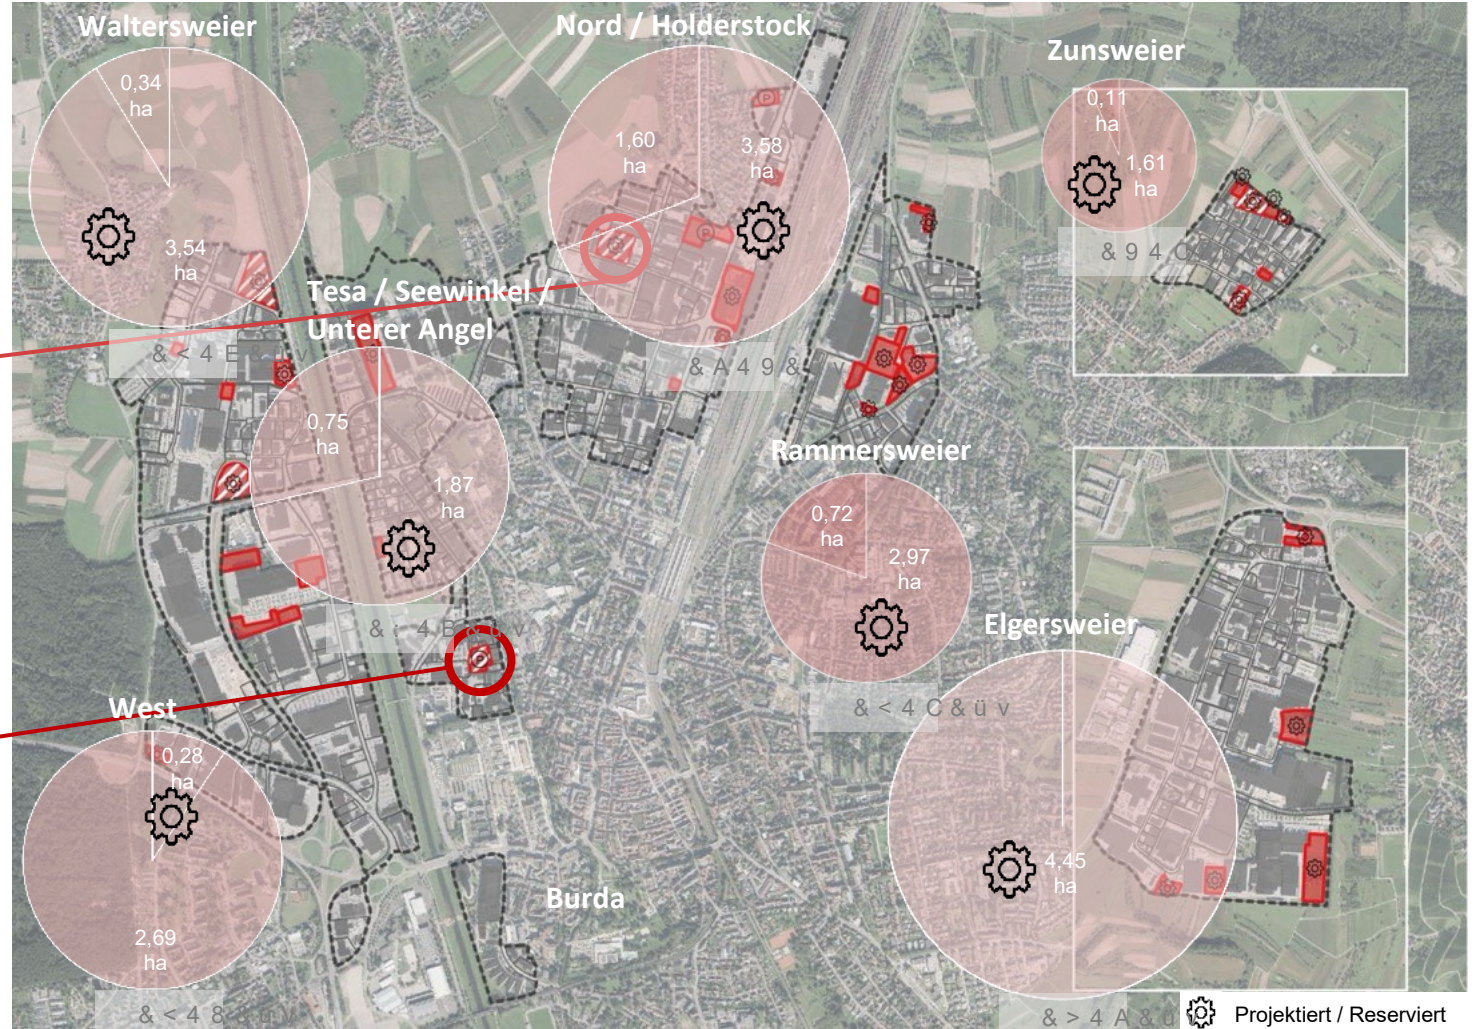 Waltersweier
0,34
ha
3,54
ha
Nord / Holderstock
1,60
ha
3,58
ha
Zunsweier
0,11
ha
1,61
ha
Tesa / Seewinkel /
Unterer Angel
0,75
ha
1,87
ha
Rammersweier
0,72
ha
2,97
ha
& < 4 C & ü v
Elgersweier
4,45
ha
West
0,28
ha
2,69
ha
Burda
P
P
P
Projektiert / Reserviert